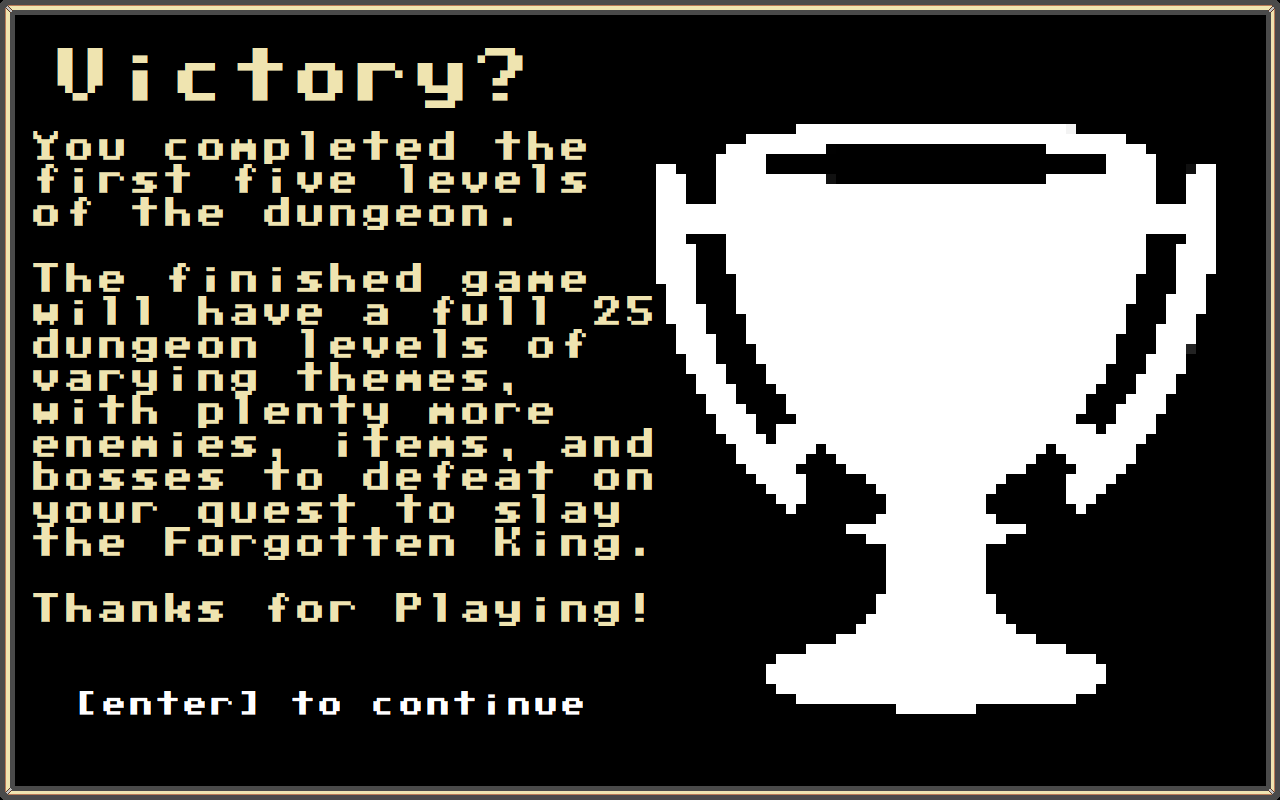 Victory?
You completed the
first five levels
of the dungeon.
The finished game
will have a full 25
dungeon levels of
varying themes,
with plenty more
enemies, items, and
bosses to defeat on
your quest to slay
the Forgotten King.
Thanks for Playing!
[enter] to continue